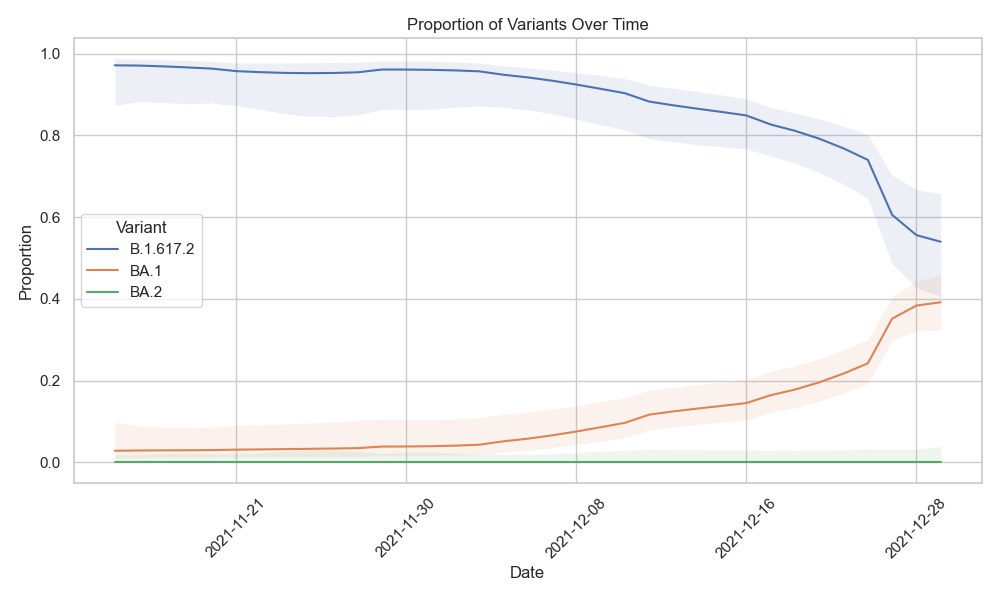 Proportion of Variants Over Time
1.0
0.8
0.6
0.4
0.2
0.0
Proportion
Variant
B.1.617.2
BA.1
BA.2
2021-11-21
2021-11-30
2021-12-08
2021-12-16
2021-12-28
Date